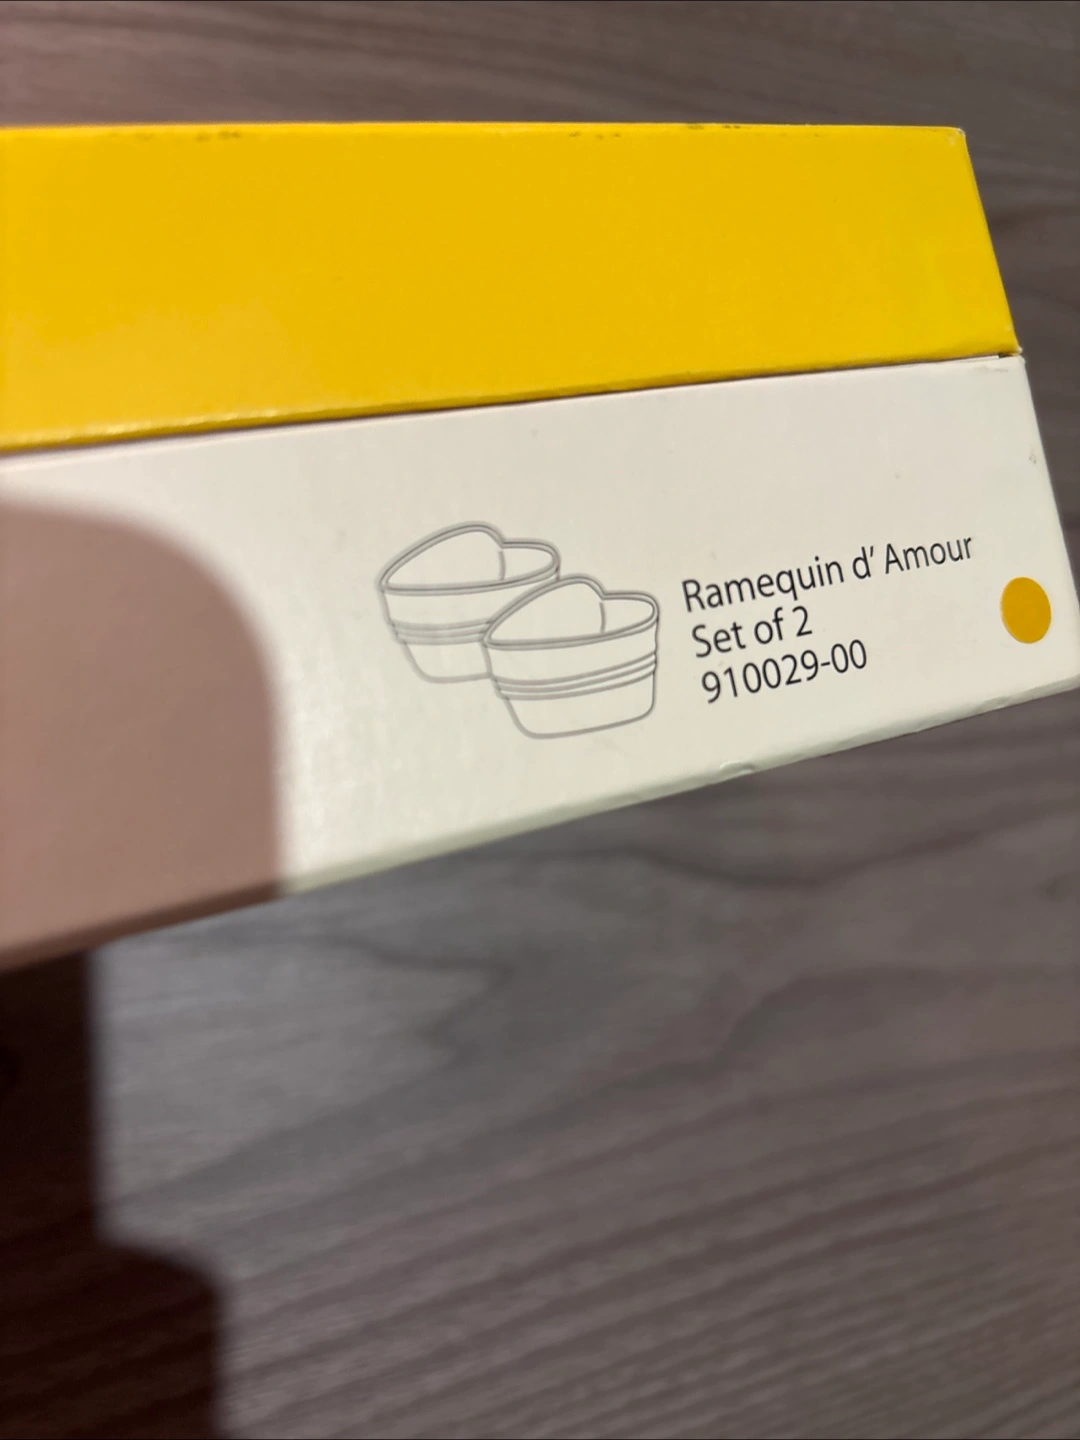 Ramequin d' Amour
Set of 2
910029-00